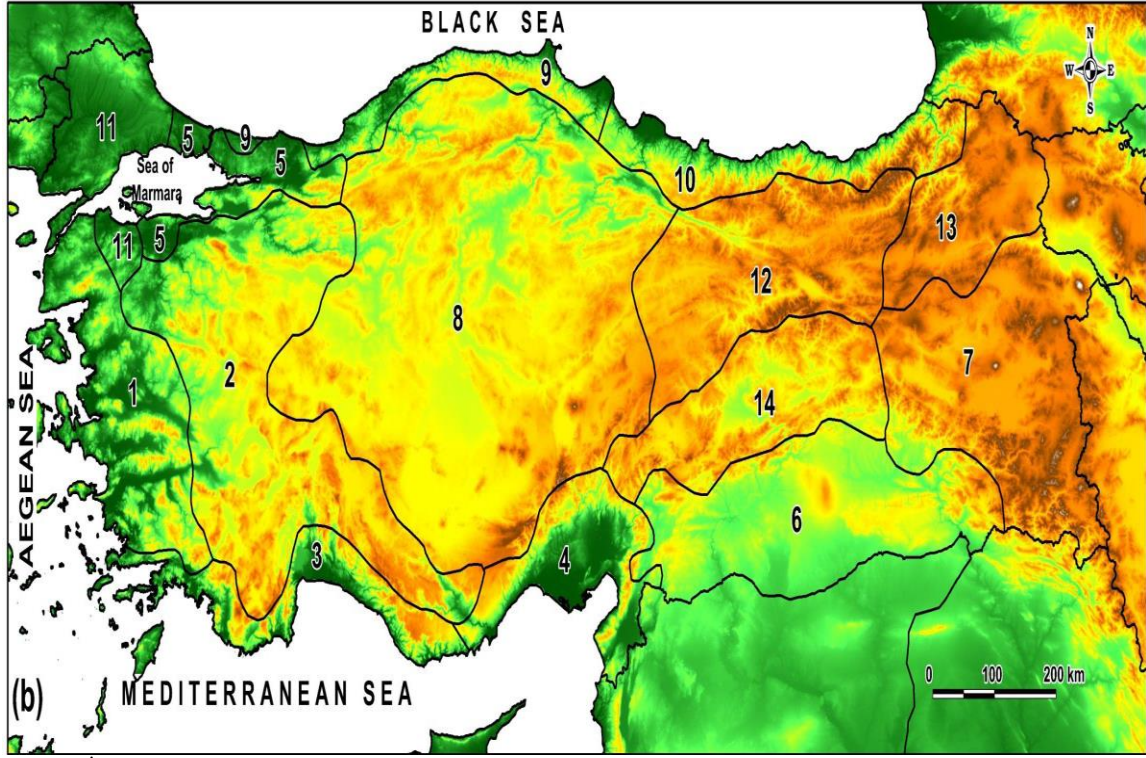 BLACK SEA
N
W E
S
9
11
5
9
5
Sea of
Marmara
10
11
5
13
12
8
7
2
1
14
AEGEAN SEA
6
3
4
0 100 200 km
(b)
MEDITERRANEAN SEA